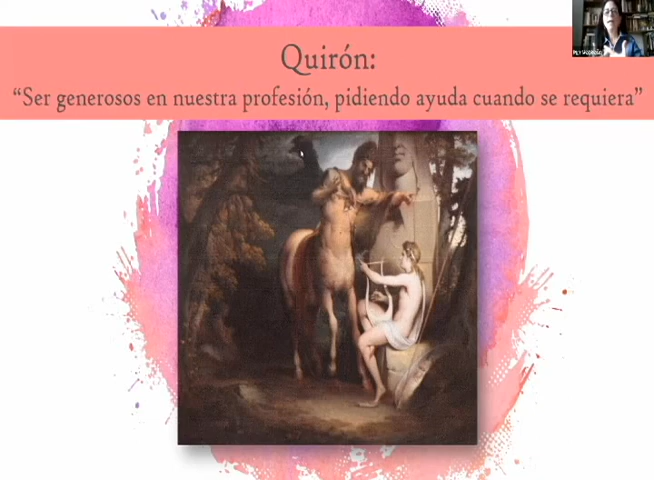 Quirón:
“Ser generosos en nuestra profesión, pidiendo ayuda cuando se requiera”